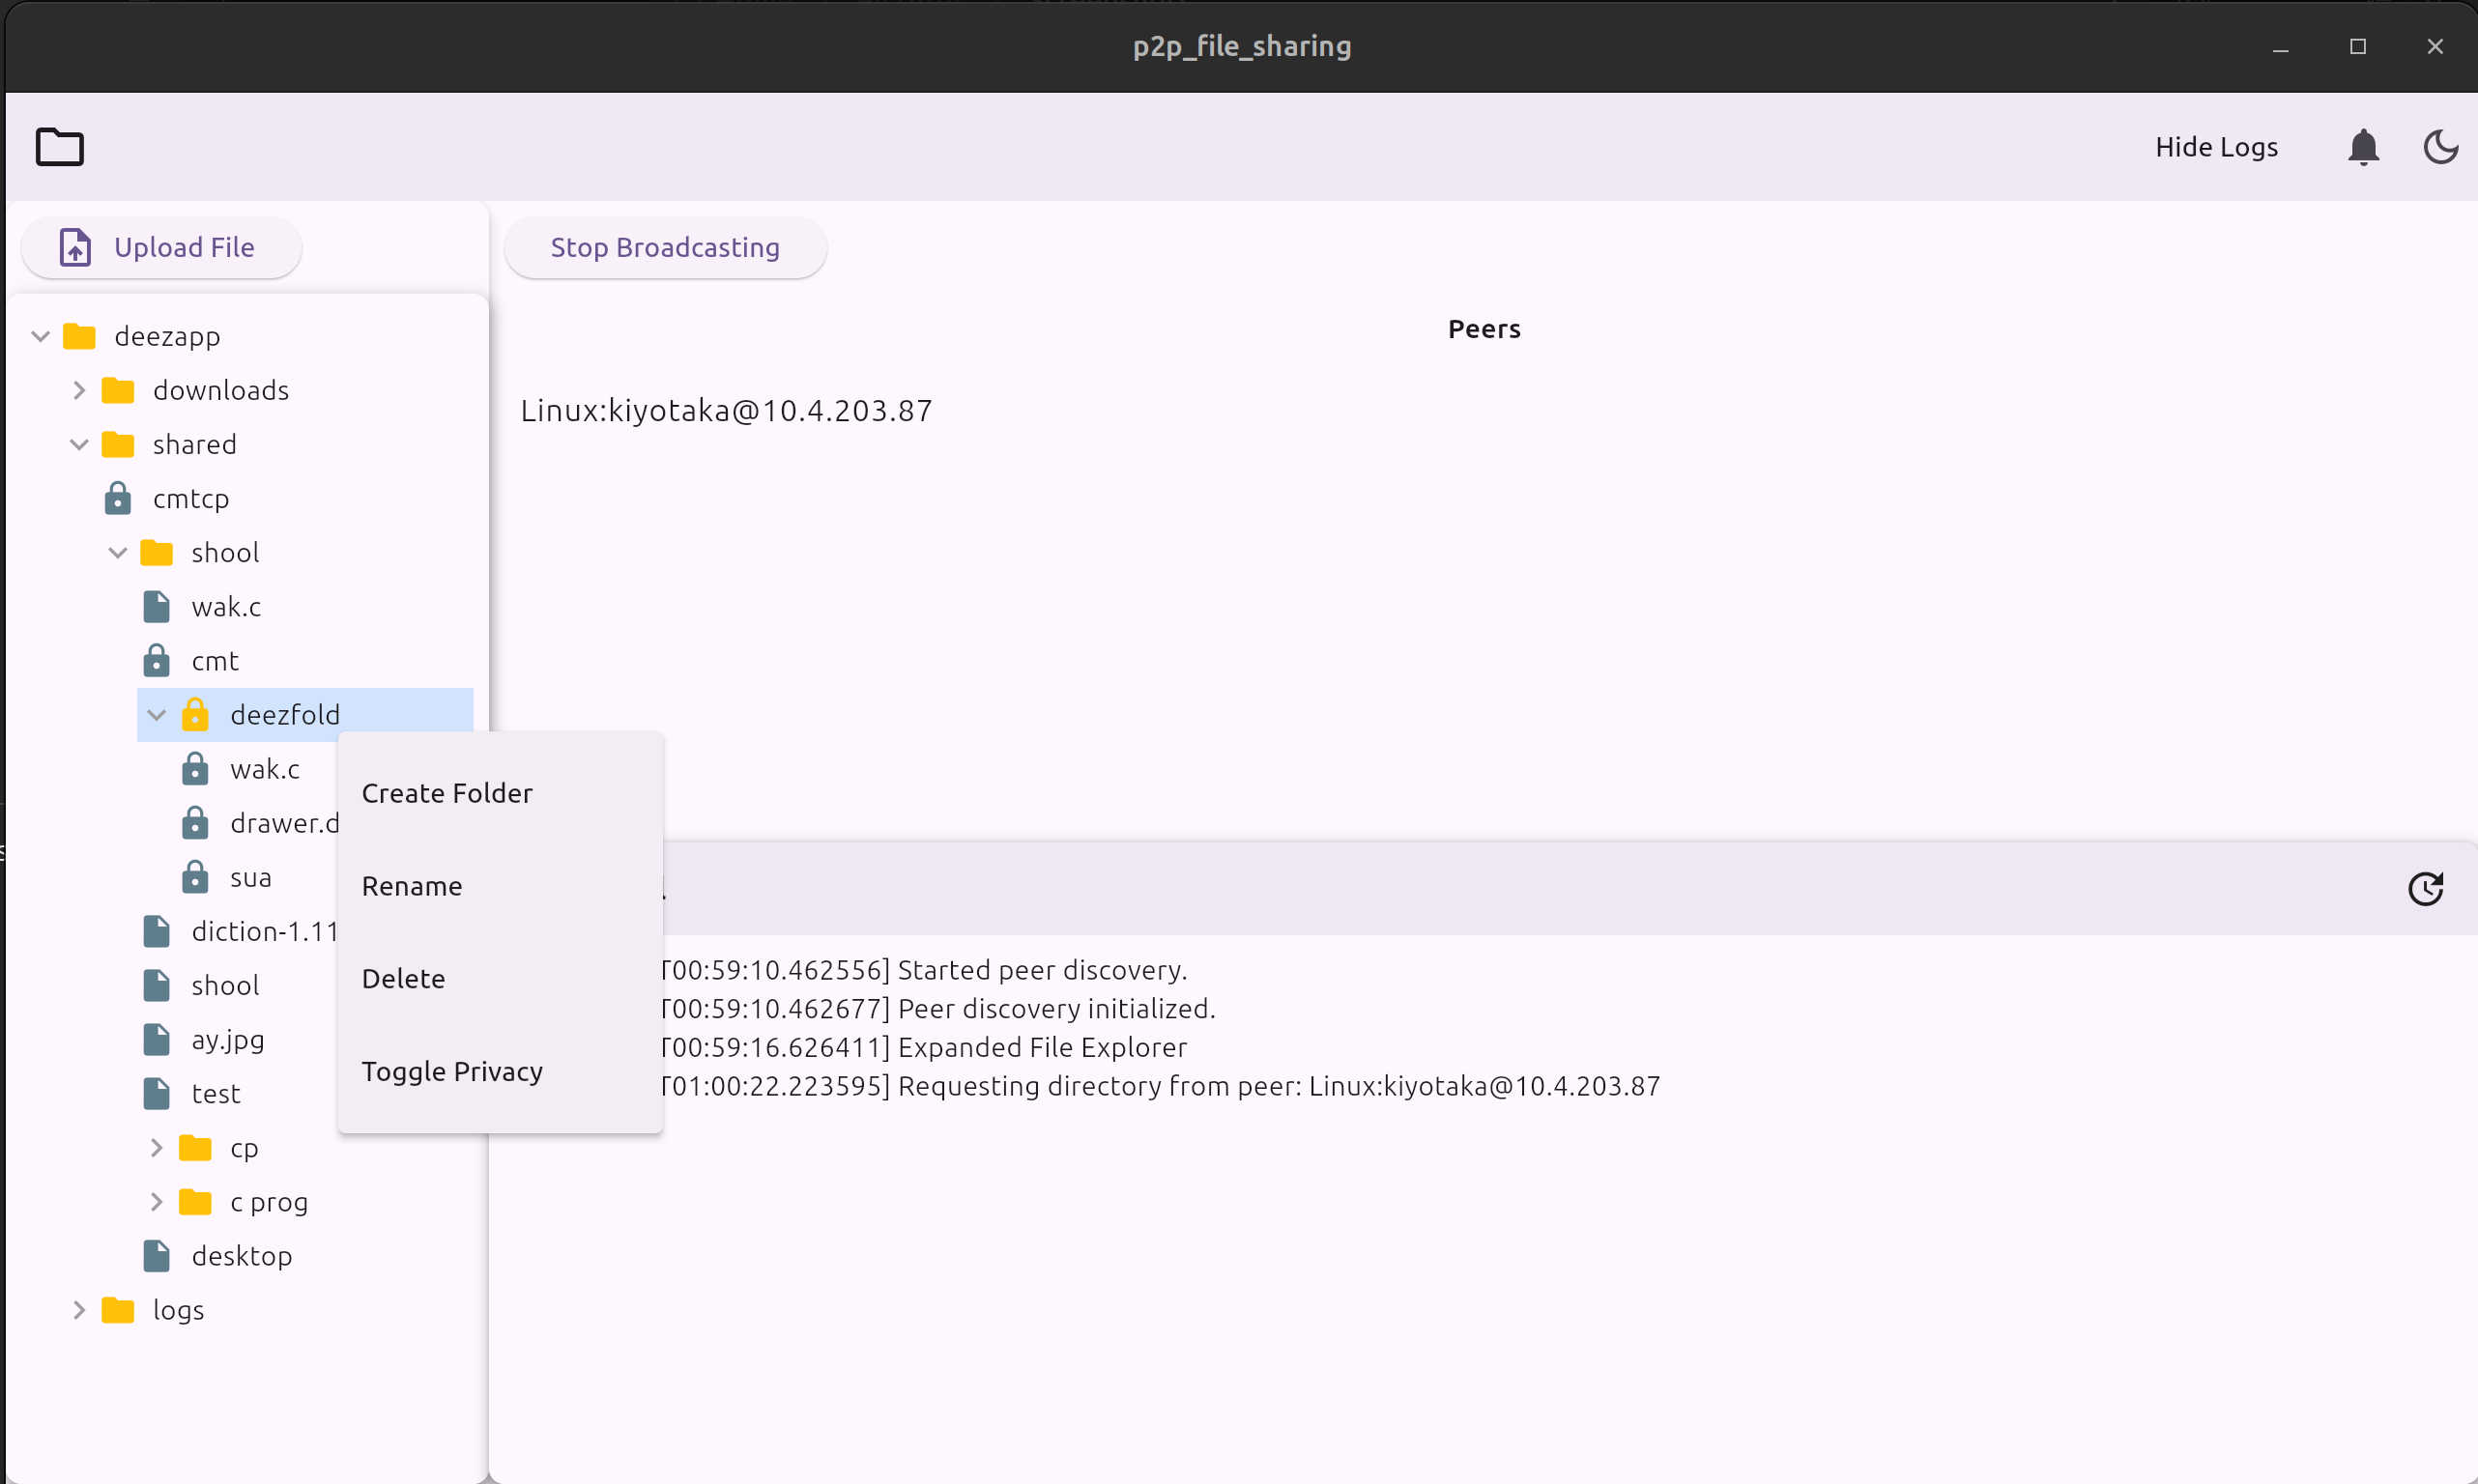 p2p_file_sharing
Hide Logs
Upload File
Stop Broadcasting
Peers
Linux:kiyotaka@10.4.203.87
deezapp
downloads
shared
cmtcp
shool
wak.c
cmt
deezfold
wak.c
drawer.d
sua
diction-1.11
shool
ay.jpg
test
cp
c prog
desktop
logs
Create Folder
Rename
Delete
Toggle Privacy
T00:59:10.462556] Started peer discovery.
T00:59:10.462677] Peer discovery initialized.
T00:59:16.626411] Expanded File Explorer
T01:00:22.223595] Requesting directory from peer: Linux:kiyotaka@10.4.203.87